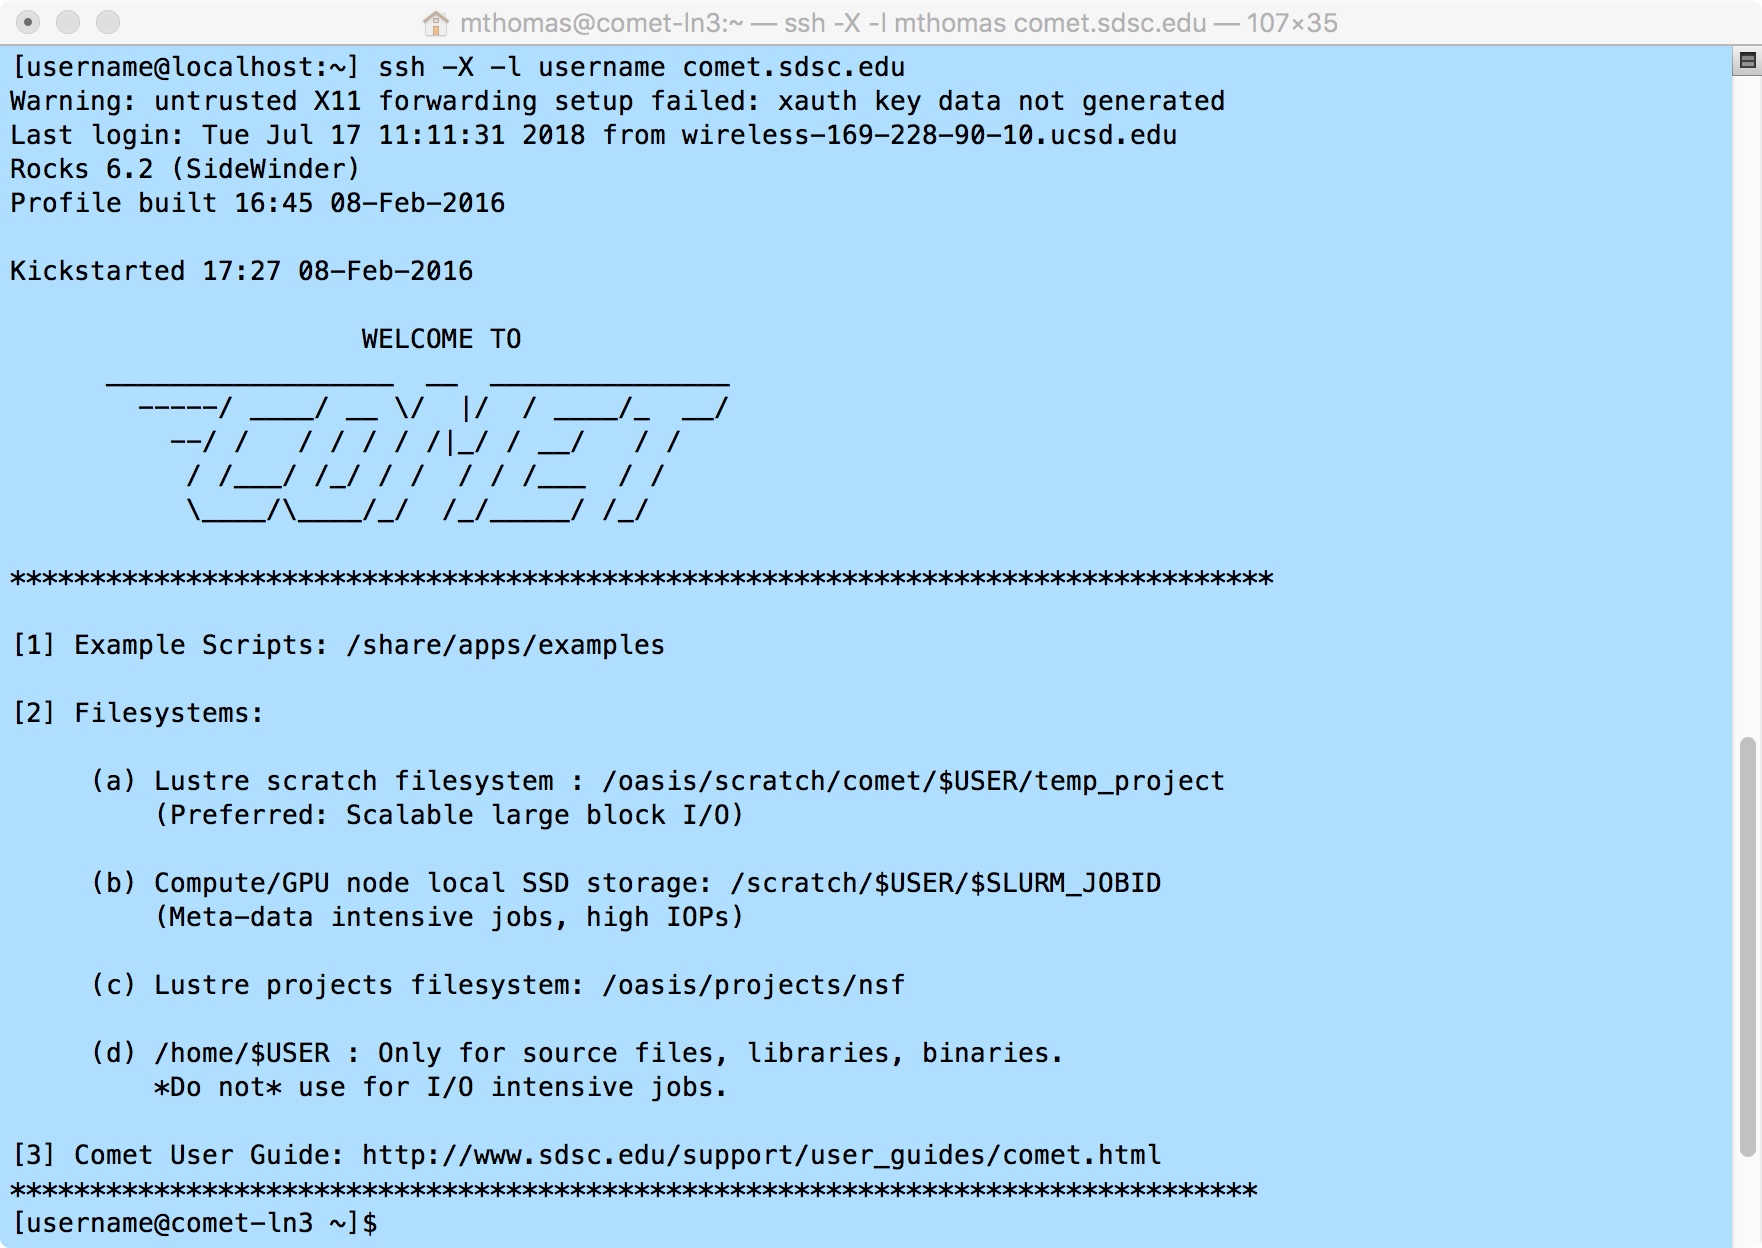 mthomas@comet-ln3:~ — ssh -X -l mthomas comet.sdsc.edu — 107×35
[username@localhost:~] ssh -X -l username comet.sdsc.edu
Warning: untrusted X11 forwarding setup failed: xauth key data not generated
Last login: Tue Jul 17 11:11:31 2018 from wireless-169-228-90-10.ucsd.edu
Rocks 6.2 (SideWinder)
Profile built 16:45 08-Feb-2016
Kickstarted 17:27 08-Feb-2016
                      WELCOME TO
      __________________  __  _______________
        -----/ ____/ __ \/  |/  / ____/_  __/
          --/ /   / / / / /|_/ / __/   / /
           / /___/ /_/ / /  / / /___  / /
           \____/\____/_/  /_/_____/ /_/
*******************************************************************************
[1] Example Scripts: /share/apps/examples
[2] Filesystems:
     (a) Lustre scratch filesystem : /oasis/scratch/comet/$USER/temp_project
         (Preferred: Scalable large block I/O)
     (b) Compute/GPU node local SSD storage: /scratch/$USER/$SLURM_JOBID
         (Meta-data intensive jobs, high IOPs)
     (c) Lustre projects filesystem: /oasis/projects/nsf
     (d) /home/$USER : Only for source files, libraries, binaries.
         *Do not* use for I/O intensive jobs.
[3] Comet User Guide: http://www.sdsc.edu/support/user_guides/comet.html
******************************************************************************
[username@comet-ln3 ~]$